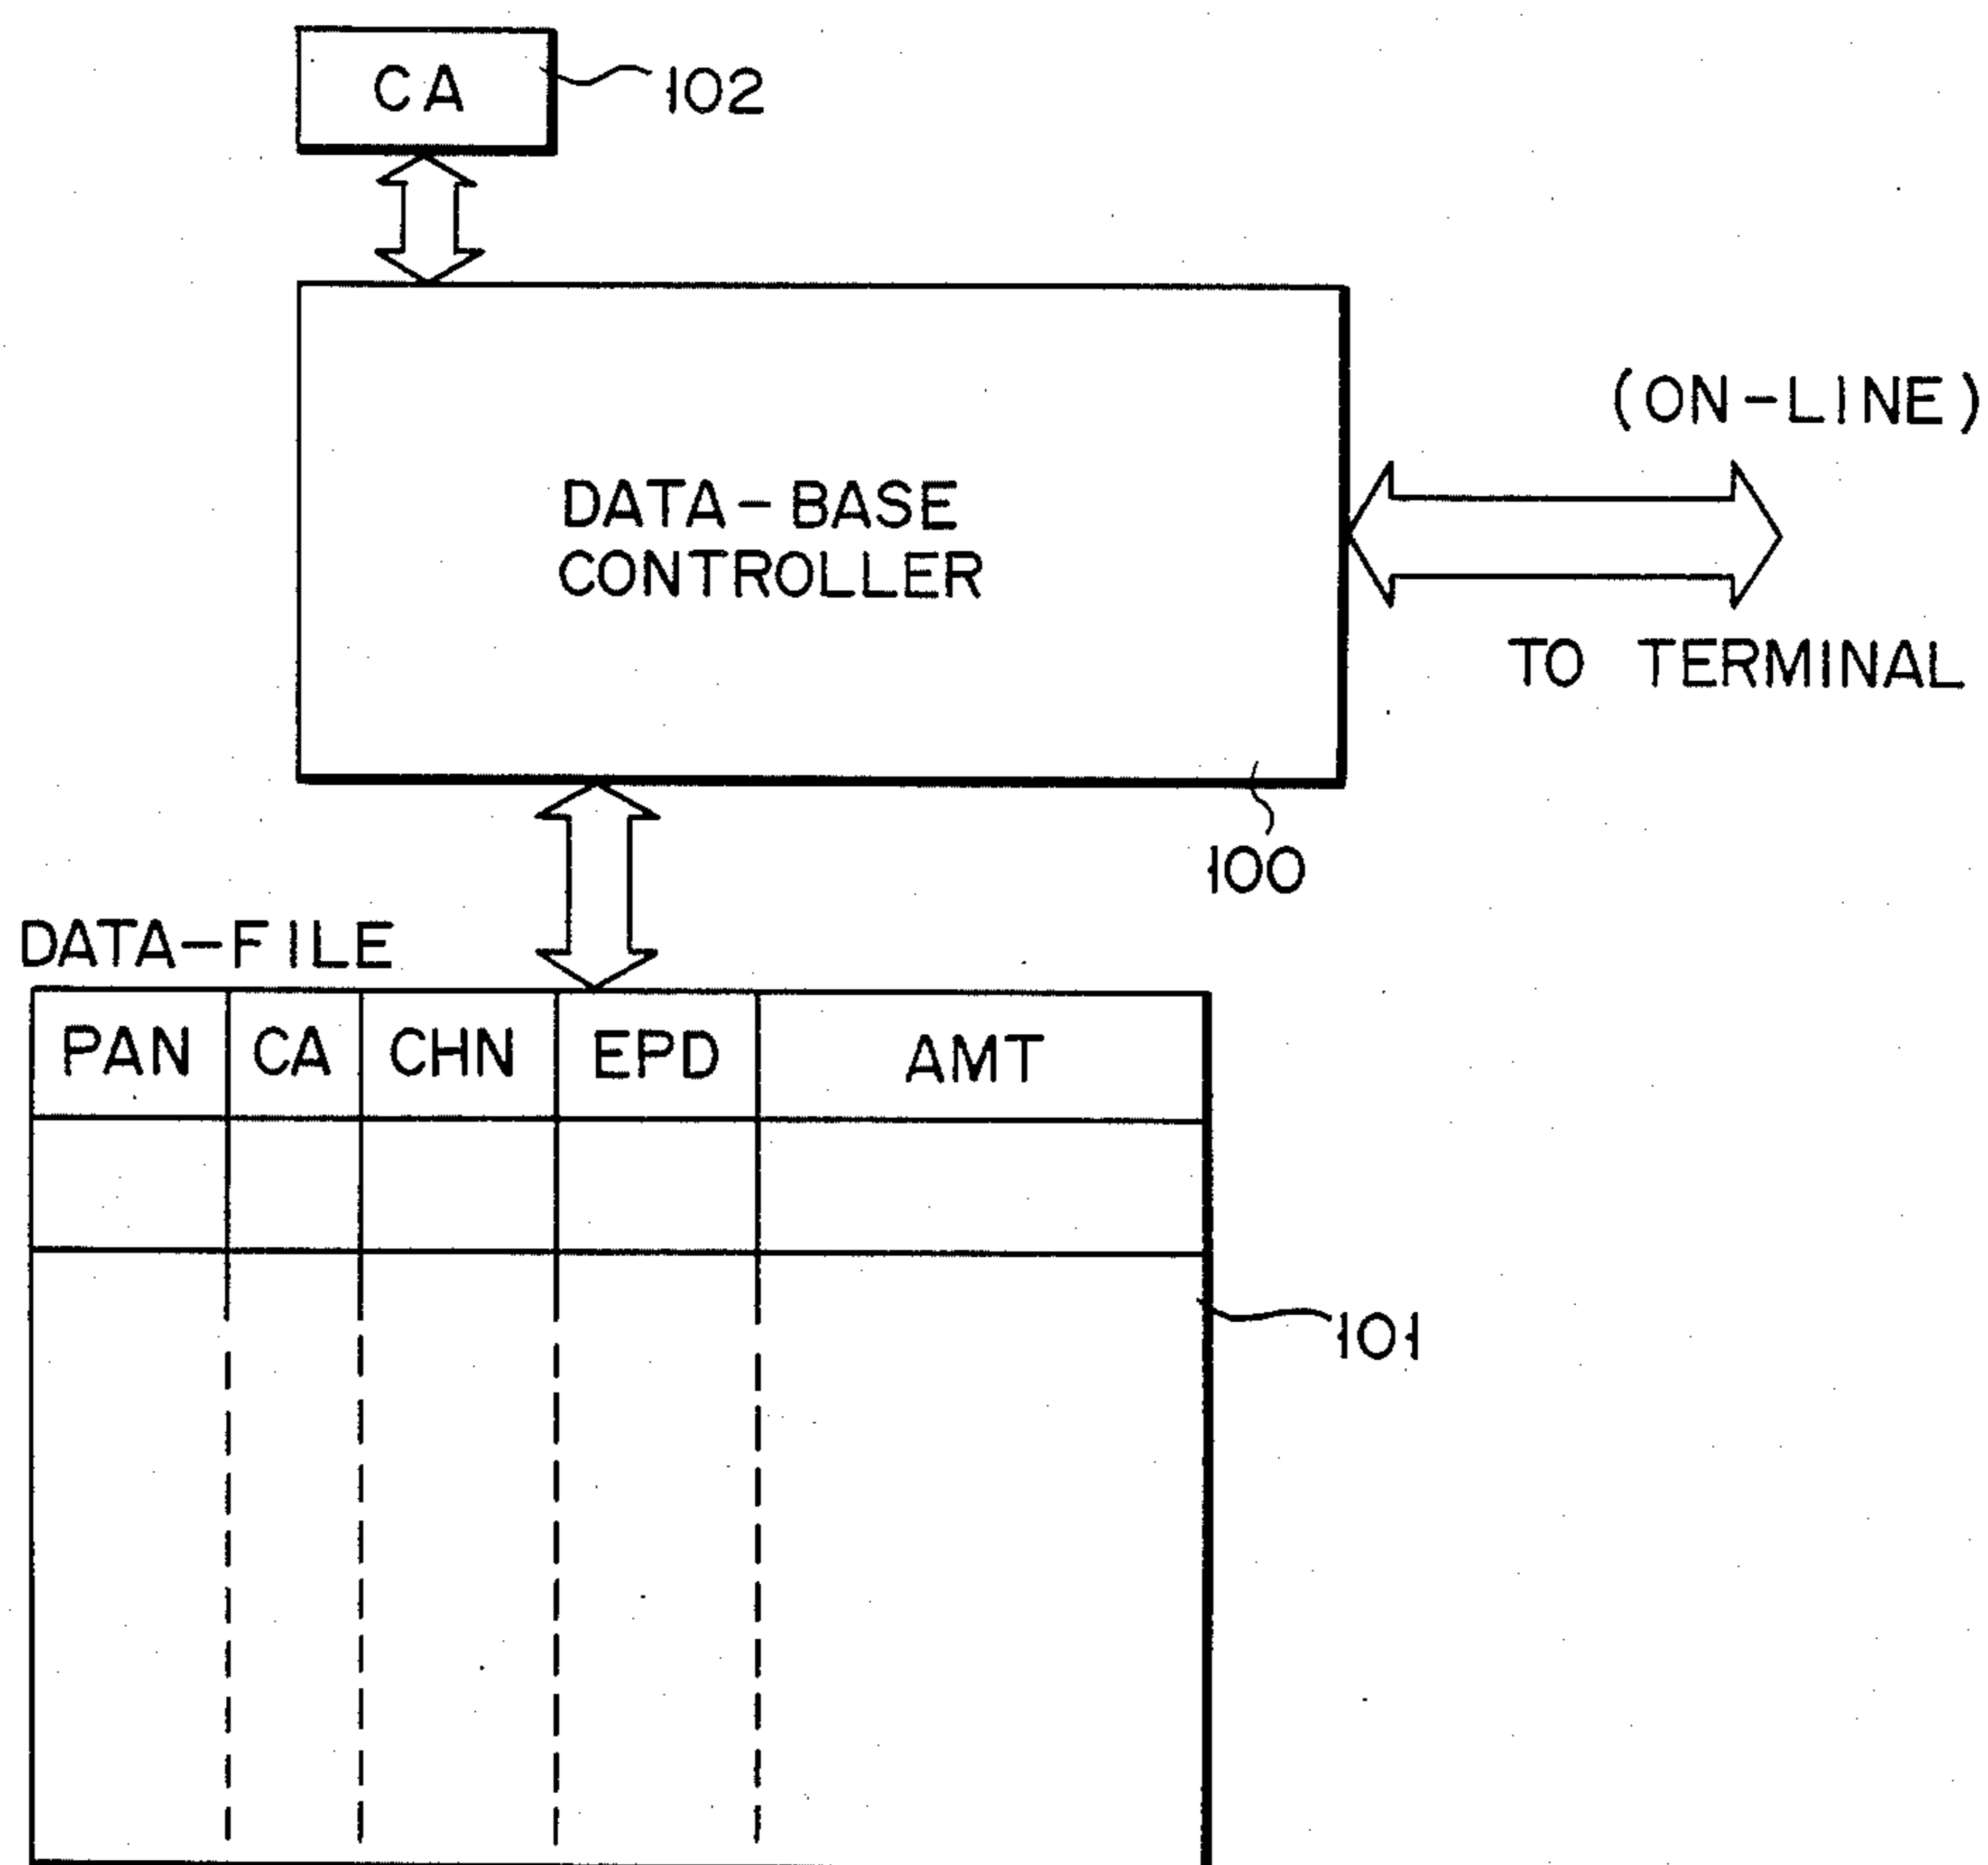 CA
102
(ON-LINE)
DATA-BASE
CONTROLLER
TO TERMINAL
100
DATA-FILE
PAN CA CHN EPD AMT
101